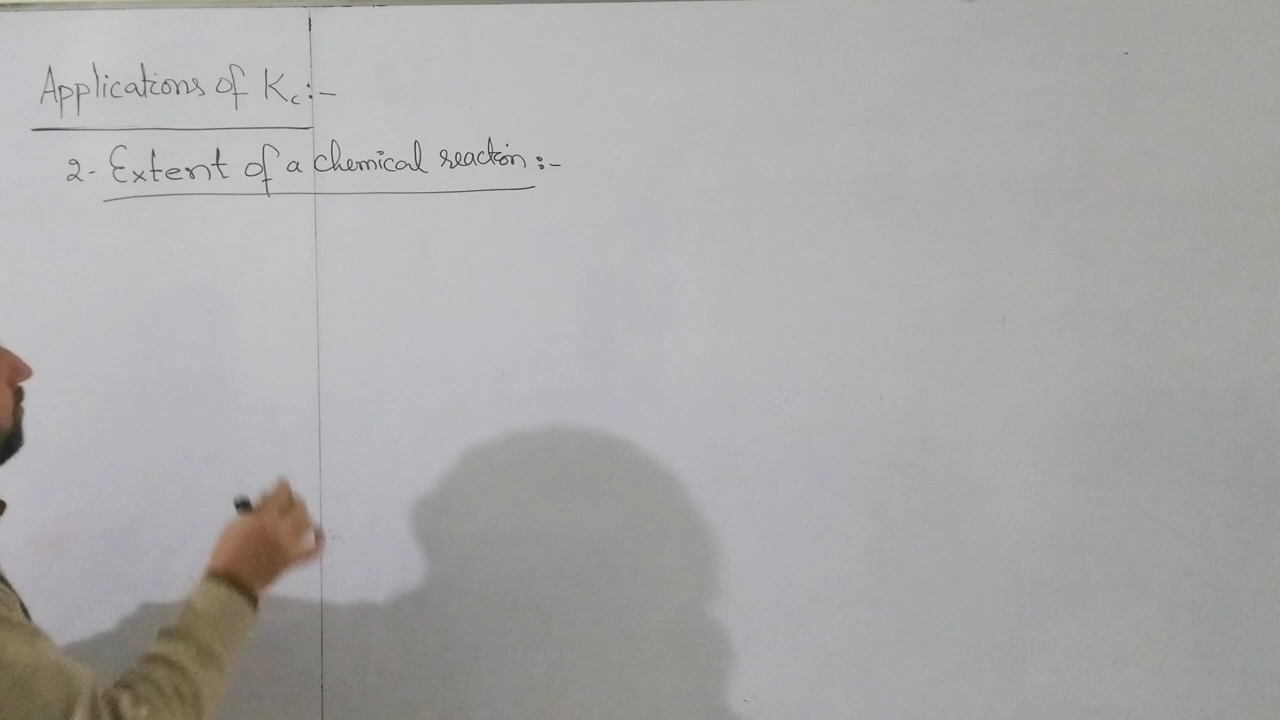 Applications of Kc:-
2- Extent of a chemical reaction:-